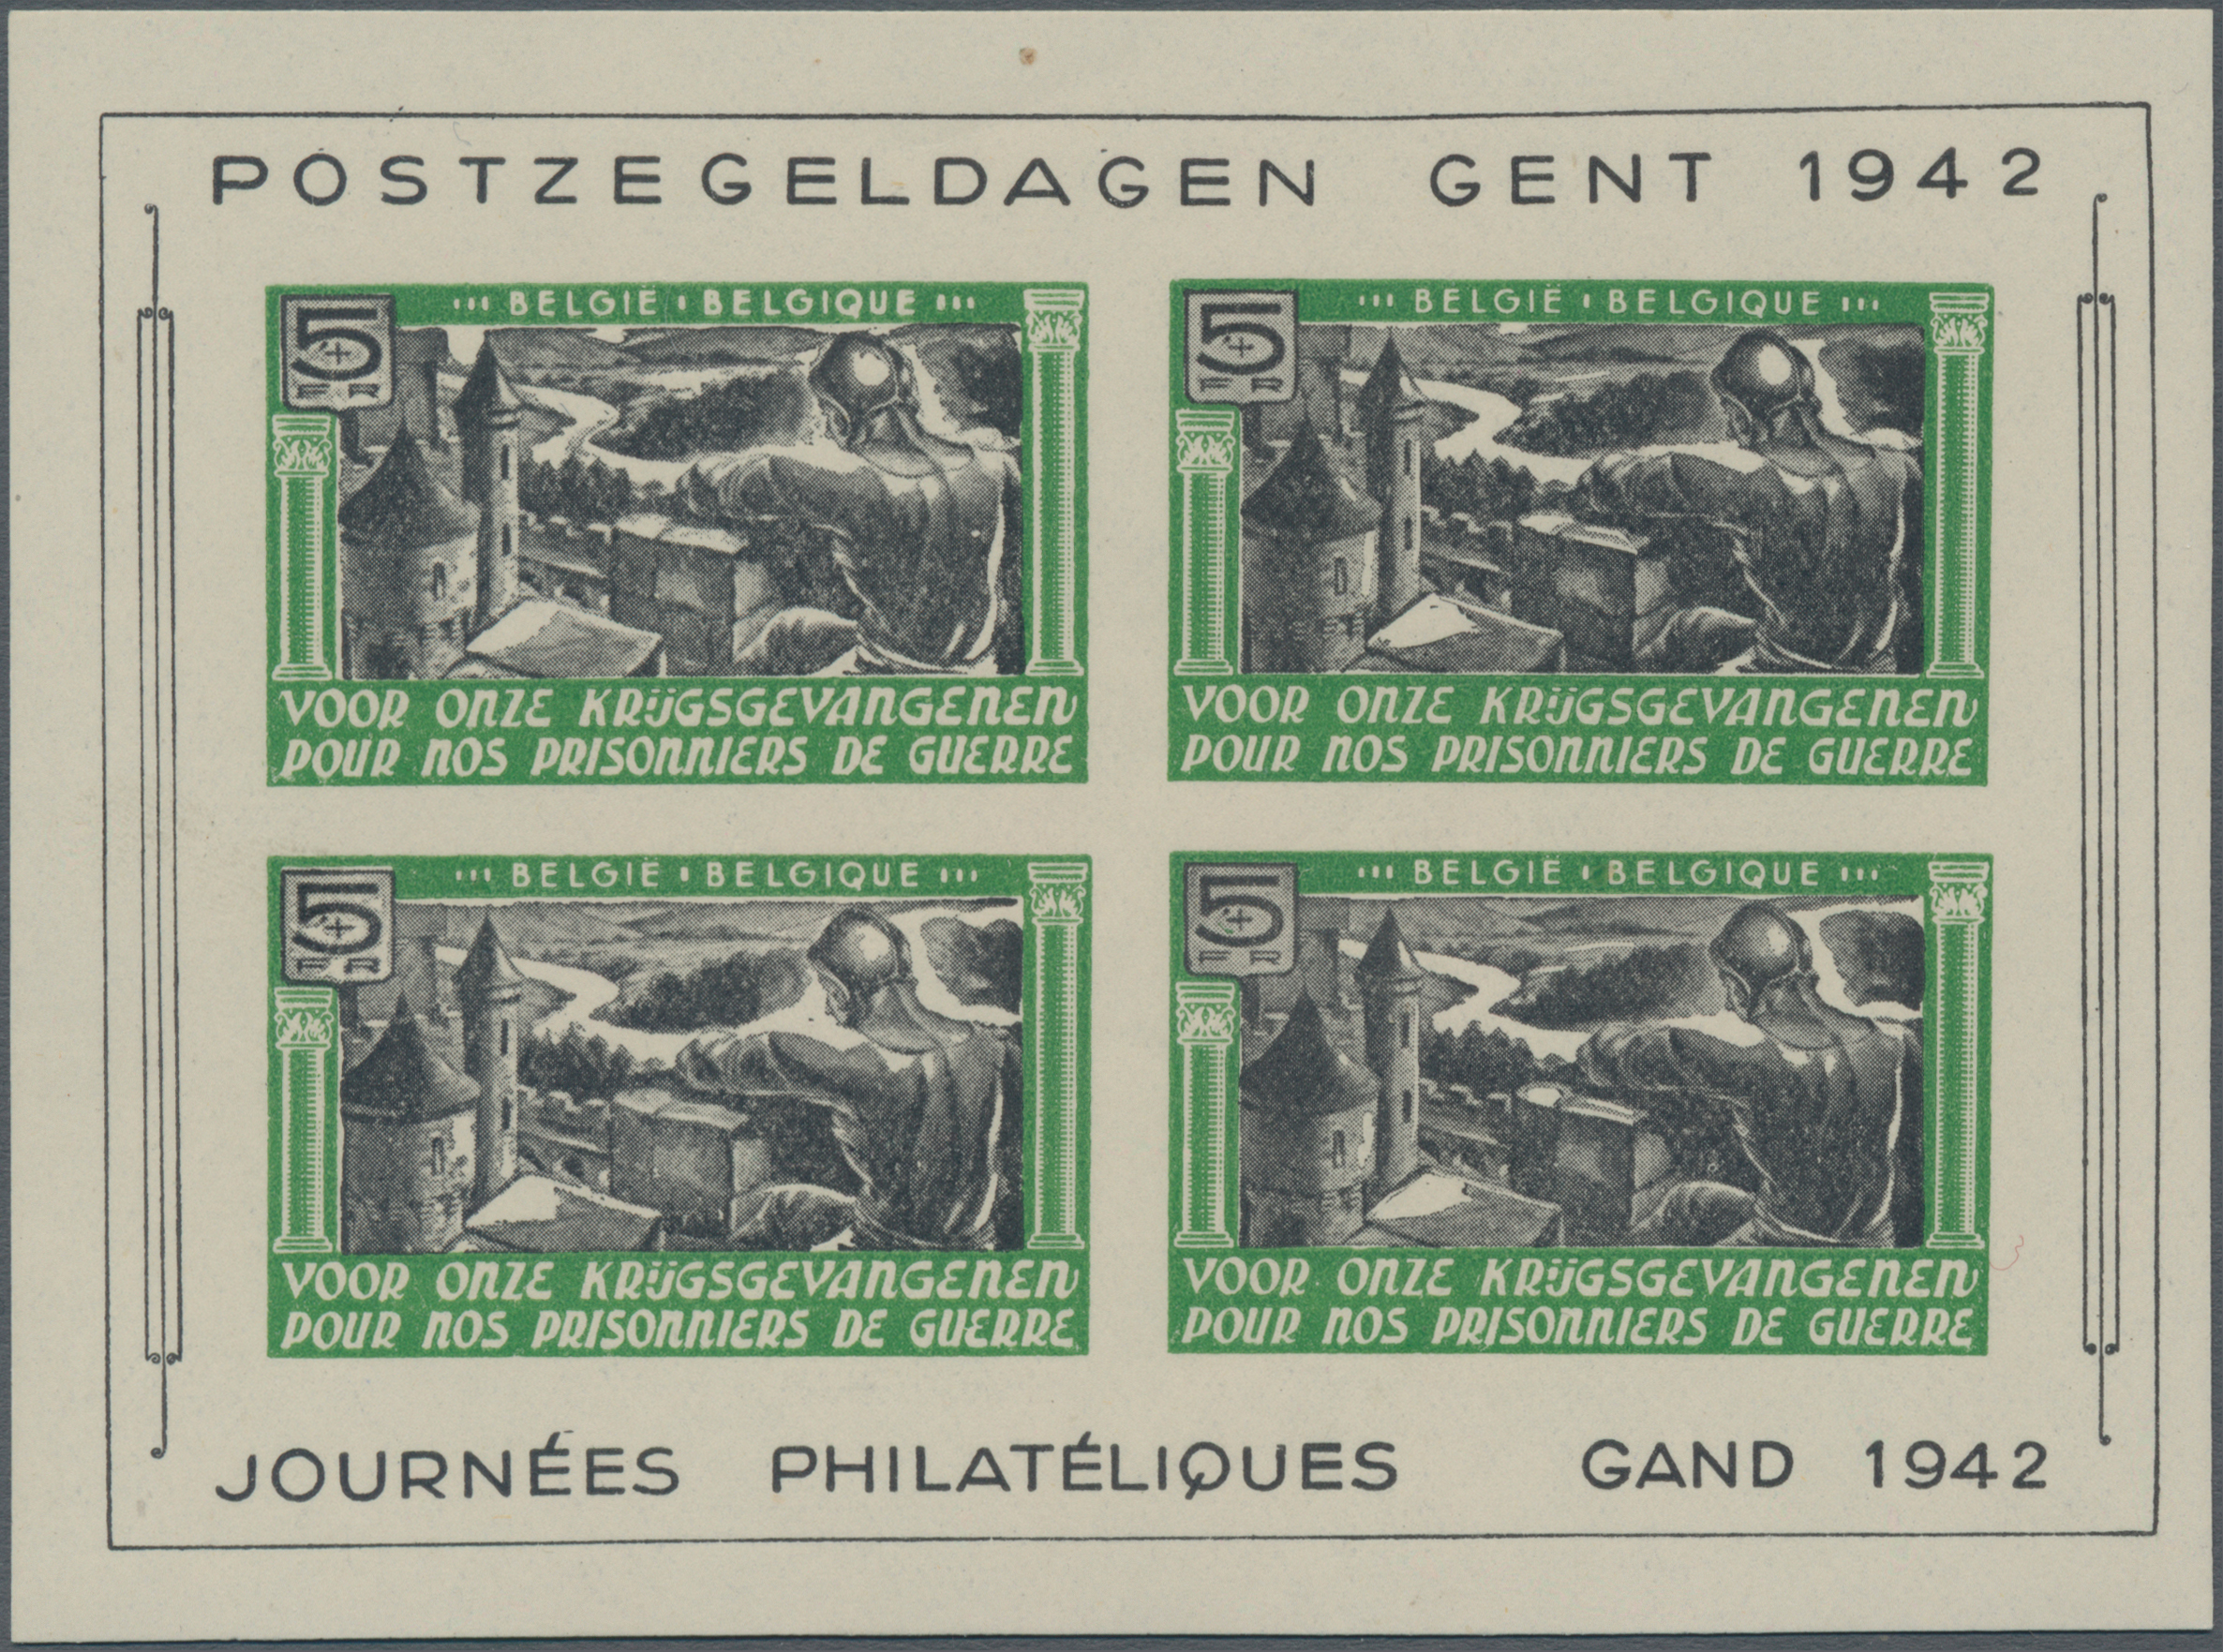 POSTZEGELDAGEN GENT 1942
5 + FR
··· BELGIË · BELGIQUE ···
VOOR ONZE KRIJGSGEVANGENEN
POUR NOS PRISONNIERS DE GUERRE
5 + FR
··· BELGIË · BELGIQUE ···
VOOR ONZE KRIJGSGEVANGENEN
POUR NOS PRISONNIERS DE GUERRE
5 + FR
··· BELGIË · BELGIQUE ···
VOOR ONZE KRIJGSGEVANGENEN
POUR NOS PRISONNIERS DE GUERRE
5 + FR
··· BELGIË · BELGIQUE ···
VOOR ONZE KRIJGSGEVANGENEN
POUR NOS PRISONNIERS DE GUERRE
JOURNÉES PHILATÉLIQUES GAND 1942